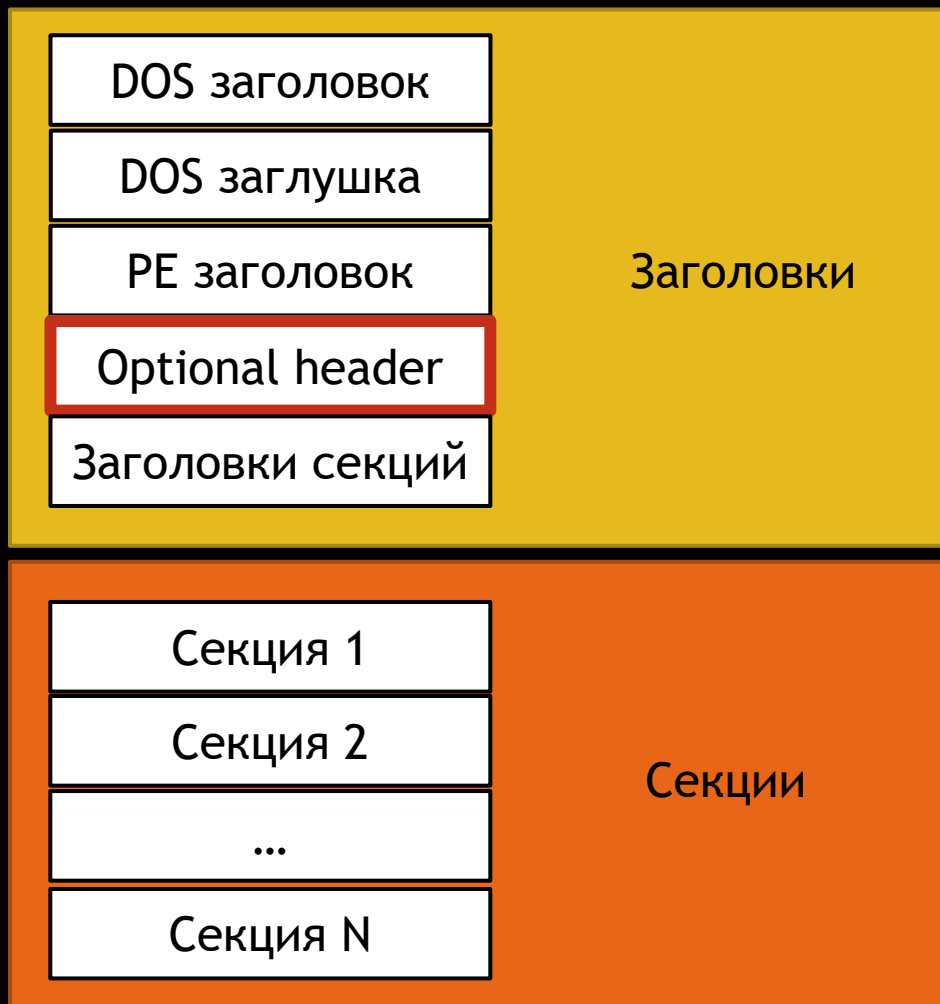 DOS заголовок
DOS заглушка
PE заголовок
Заголовки
Optional header
Заголовки секций
Секция 1
Секция 2
Секции
...
Секция N